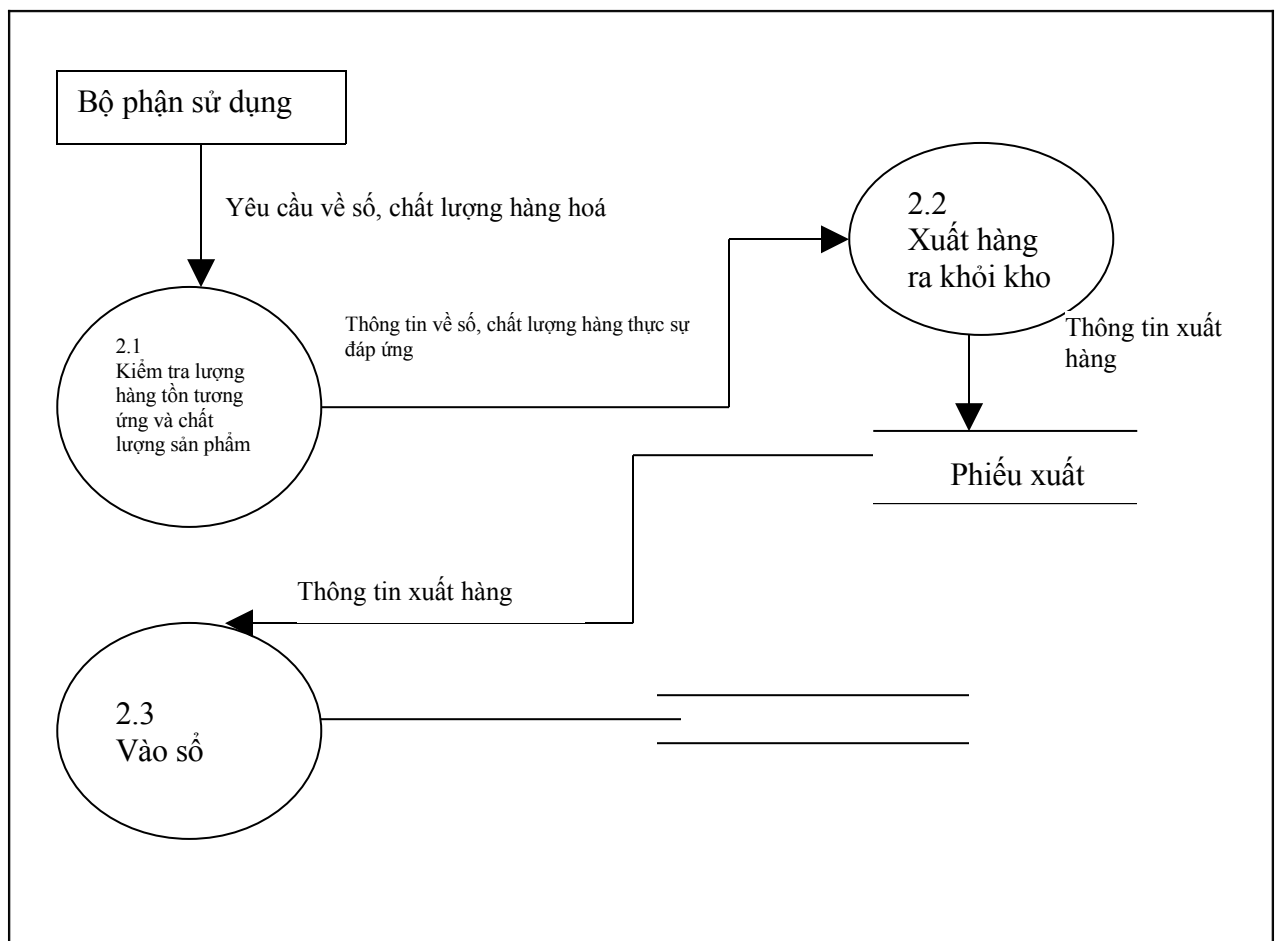 Bộ phận sử dụng
Yêu cầu về số, chất lượng hàng hoá
2.2
Xuất hàng
ra khỏi kho
Thông tin về số, chất lượng hàng thực sự
đáp ứng
Thông tin xuất
hàng
2.1
Kiểm tra lượng
hàng tồn tương
ứng và chất
lượng sản phẩm
Phiếu xuất
Thông tin xuất hàng
2.3
Vào sổ